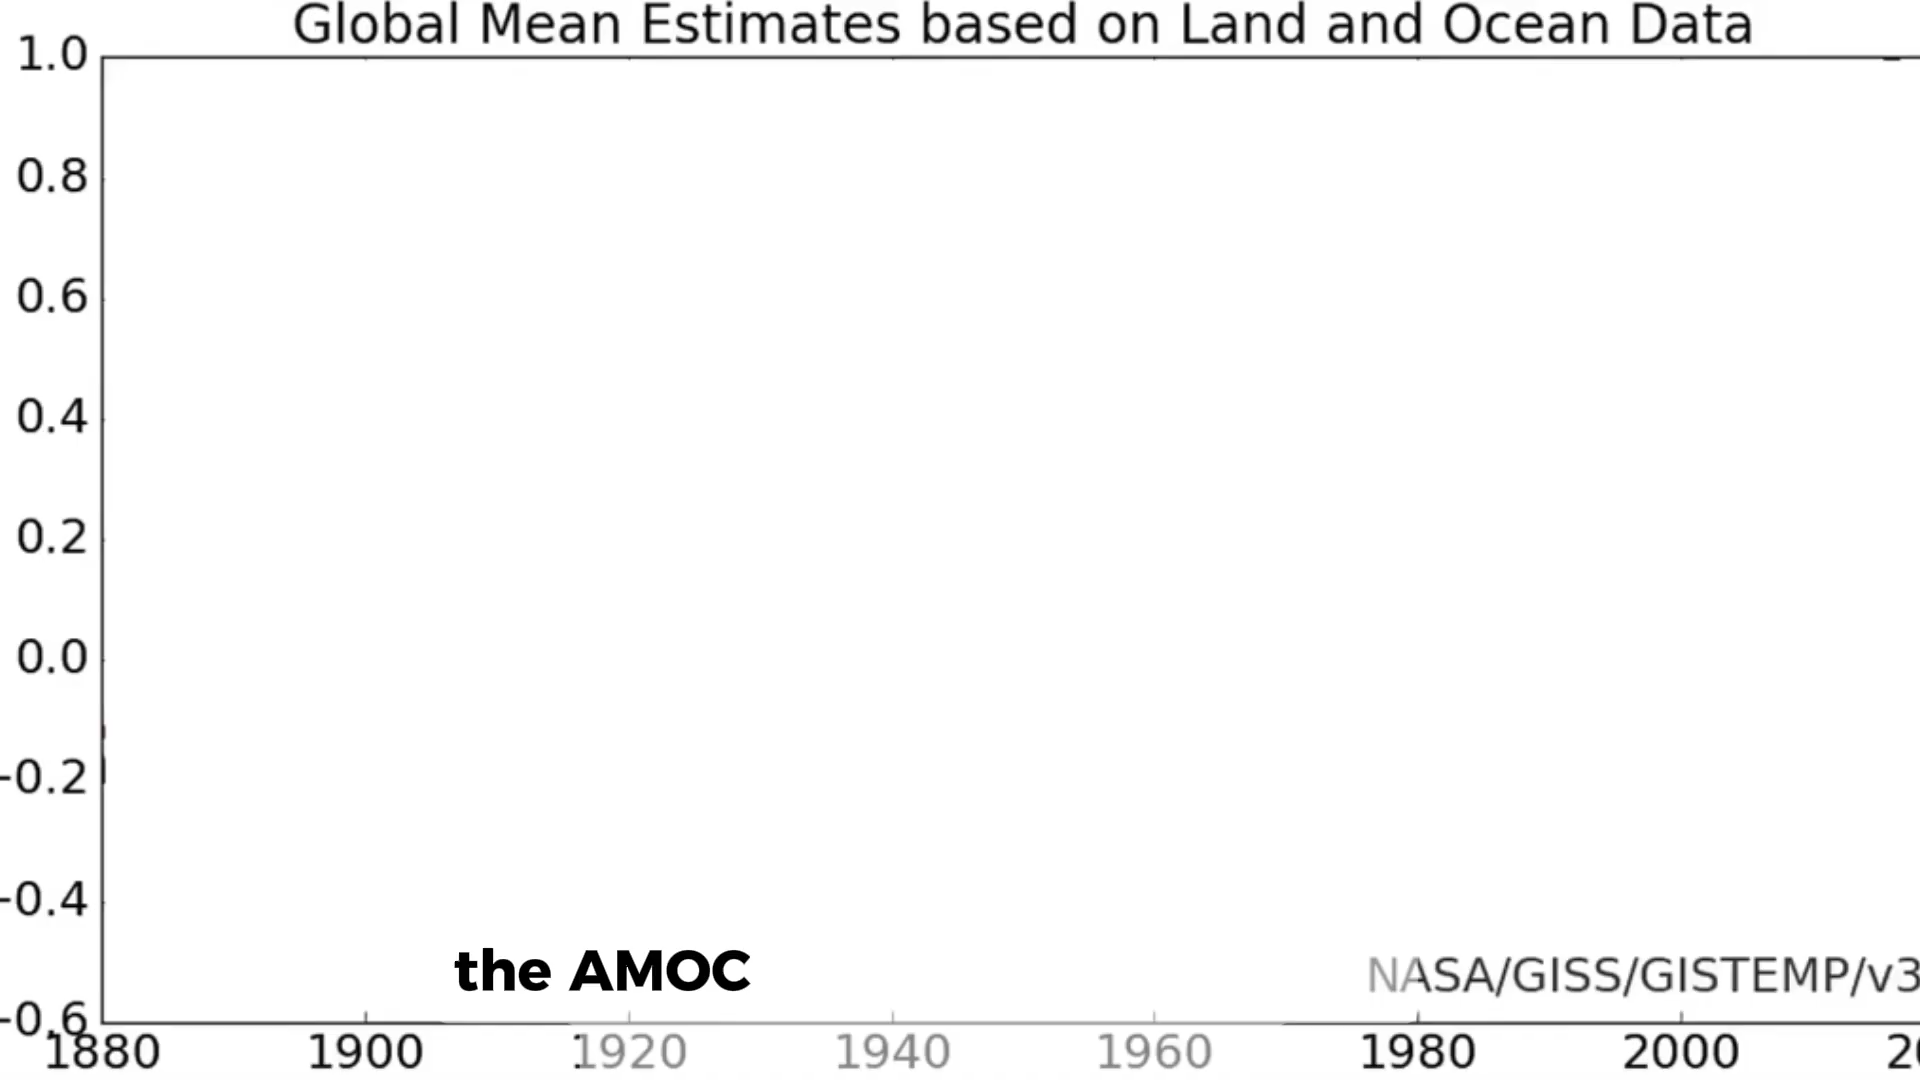 Global Mean Estimates based on Land and Ocean Data
1.0
0.8
0.6
0.4
0.2
0.0
-0.2
-0.4
the AMOC
NASA/GISS/GISTEMP/v3
-0.6
1880 1900 1920 1940 1960 1980 2000